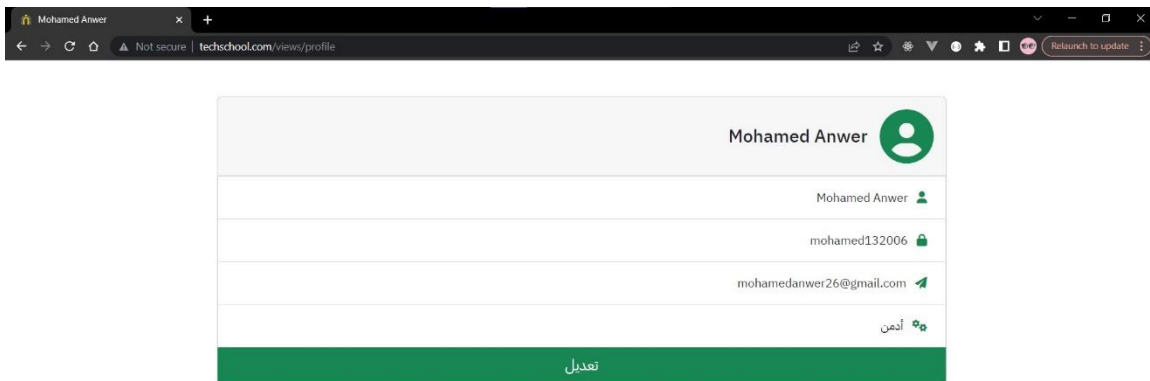 Mohamed Anwer
Not secure | techschool.com/views/profile
Relaunch to update
Mohamed Anwer
Mohamed Anwer
mohamed132006
mohamedanwer26@gmail.com
أدمن
تعديل